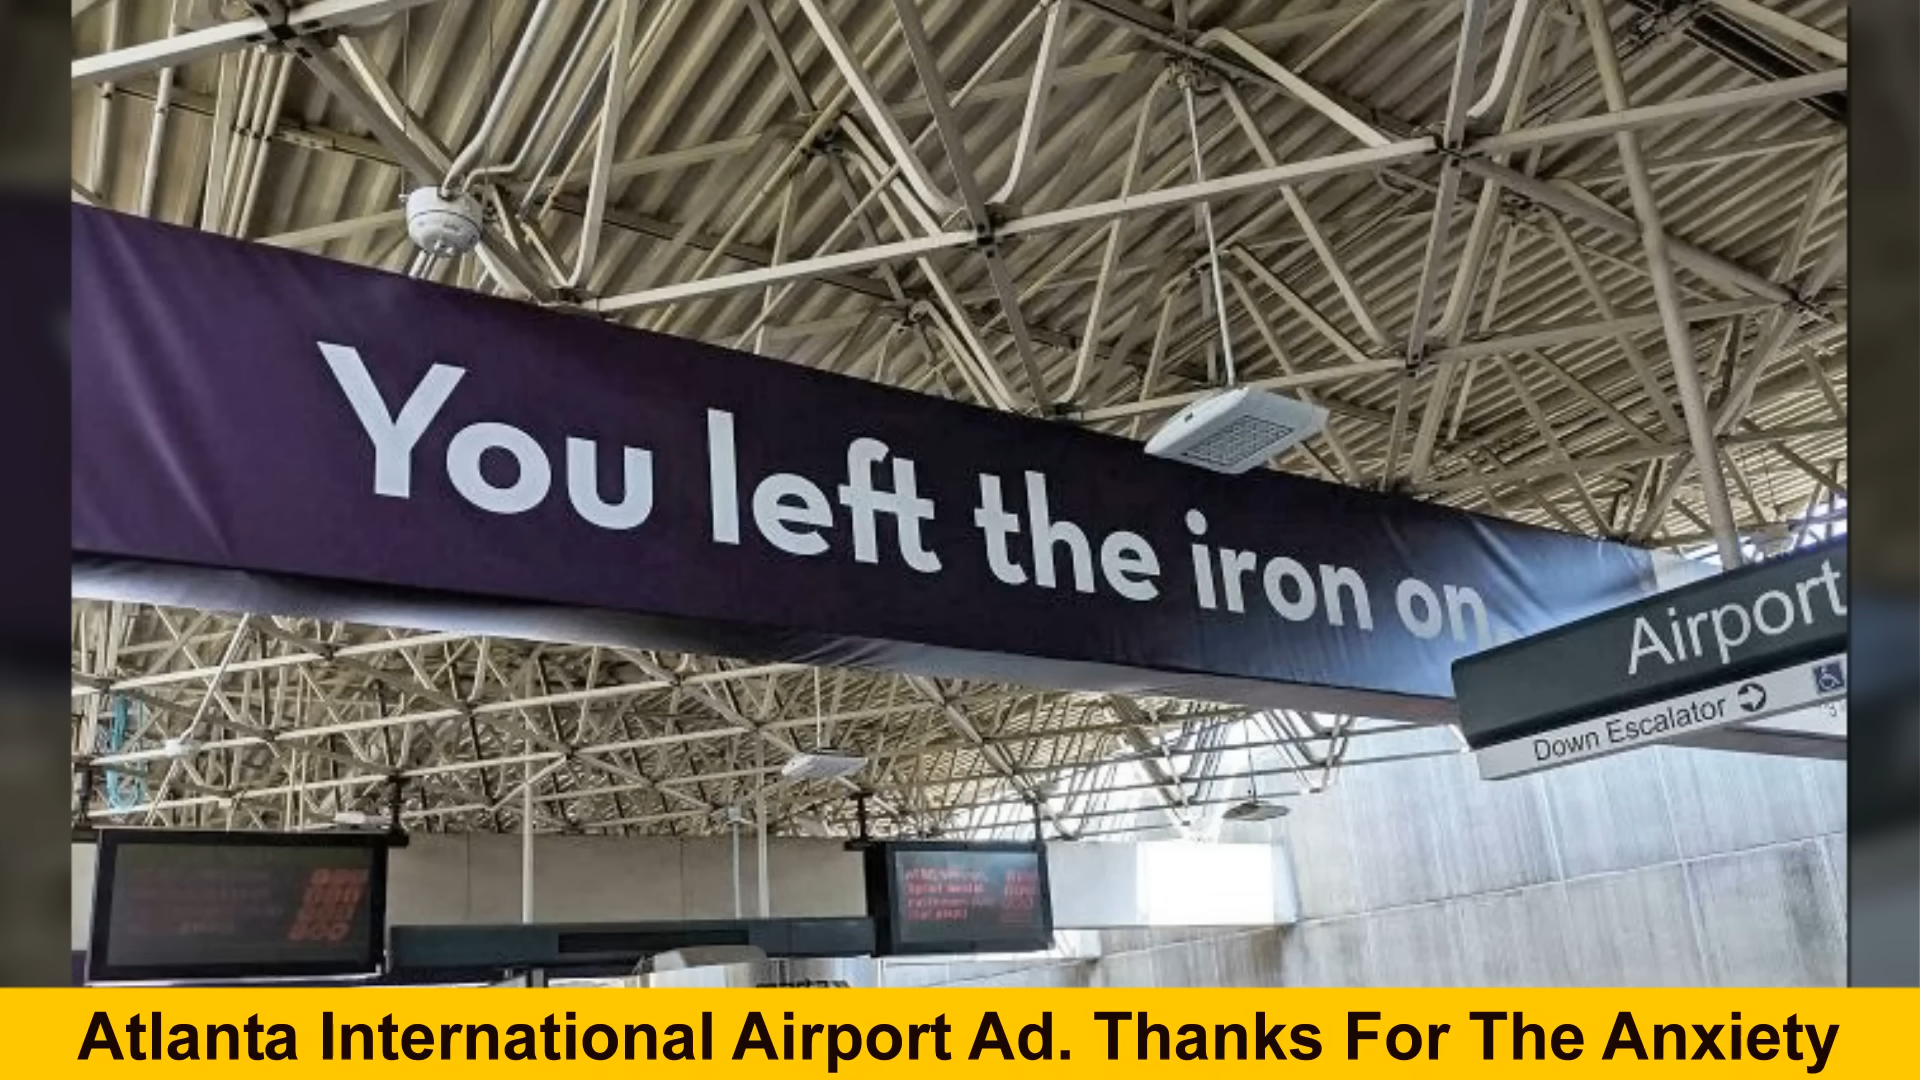 You left the iron on.
Airport
Down Escalator
Atlanta International Airport Ad. Thanks For The Anxiety